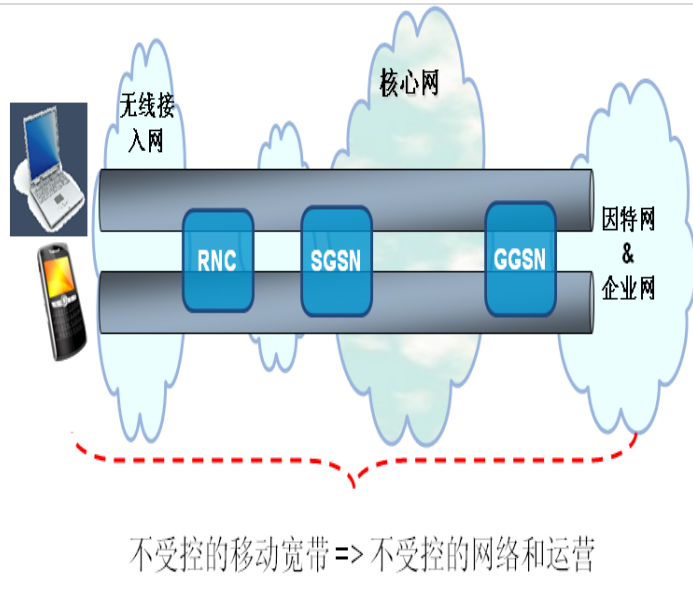 核心网
无线接
入网
因特网
&
企业网
RNC
SGSN
GGSN
不受控的移动宽带 => 不受控的网络和运营